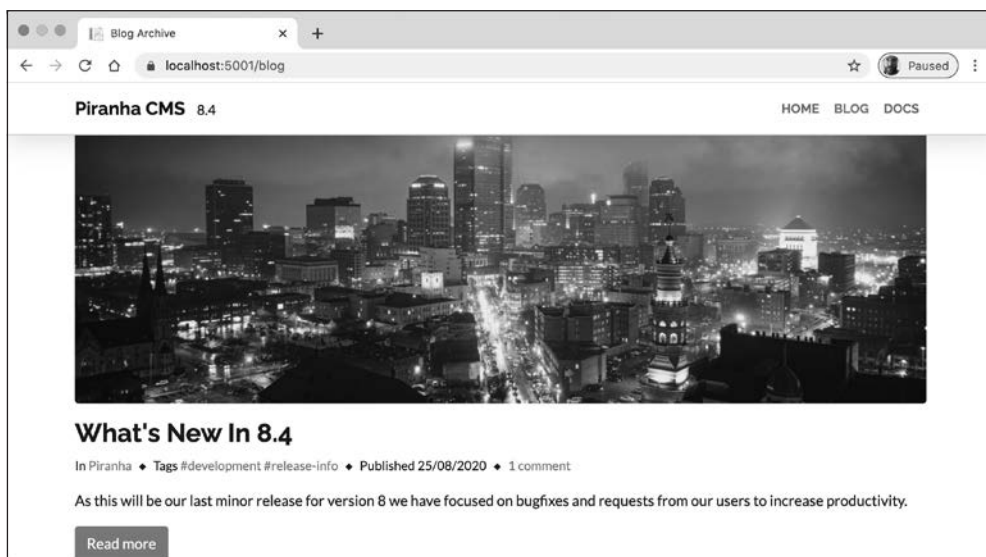 Blog Archive
localhost:5001/blog
Paused
Piranha CMS 8.4
HOME BLOG DOCS
What's New In 8.4
In Piranha ◆ Tags #development #release-info ◆ Published 25/08/2020 ◆ 1 comment
As this will be our last minor release for version 8 we have focused on bugfixes and requests from our users to increase productivity.
Read more